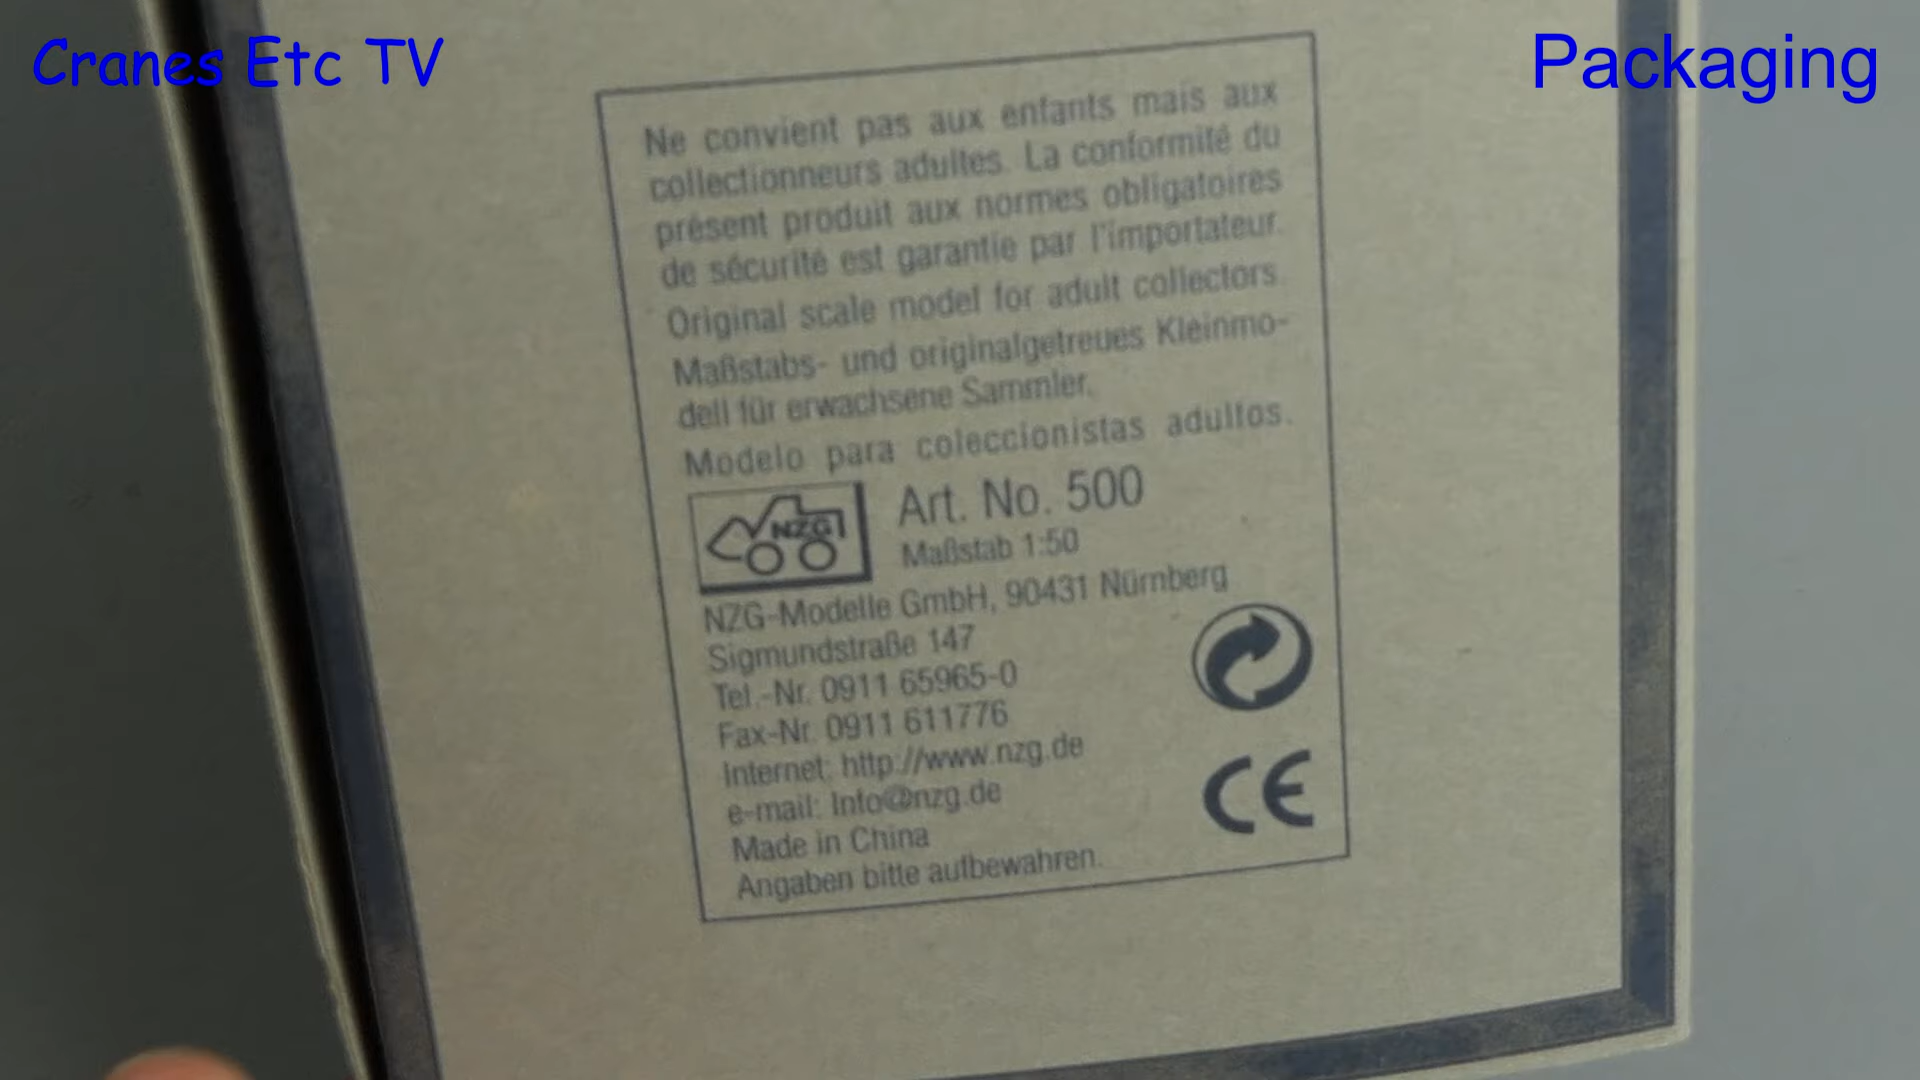 Cranes Etc TV
Packaging
Ne convient pas aux enfants mais aux
collectionneurs adultes. La conformité du
présent produit aux normes obligatoires
de sécurité est garantie par l'importateur.
Original scale model for adult collectors.
Maßstabs- und originalgetreues Kleinmo-
dell für erwachsene Sammler.
Modelo para coleccionistas adultos.
NZG
Art. No. 500
Maßstab 1:50
NZG-Modelle GmbH, 90431 Nürnberg
Sigmundstraße 147
Tel.-Nr. 0911 65965-0
Fax-Nr. 0911 611776
Internet: http://www.nzg.de
e-mail: Info@nzg.de
Made in China
Angaben bitte aufbewahren.
CE